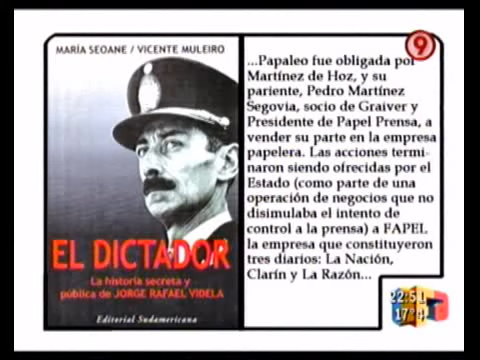 MARÍA SEOANE / VICENTE MULEIRO
EL DICTADOR
La historia secreta y
pública de JORGE RAFAEL VIDELA
Editorial Sudamericana
9
...Papaleo fue obligada por
Martínez de Hoz, y su
pariente, Pedro Martínez
Segovia, socio de Graiver y
Presidente de Papel Prensa, a
vender su parte en la empresa
papelera. Las acciones termi-
naron siendo ofrecidas por el
Estado (como parte de una
operación de negocios que no
disimulaba el intento de
control a la prensa) a FAPEL
la empresa que constituyeron
tres diarios: La Nación,
Clarín y La Razón...
22:51